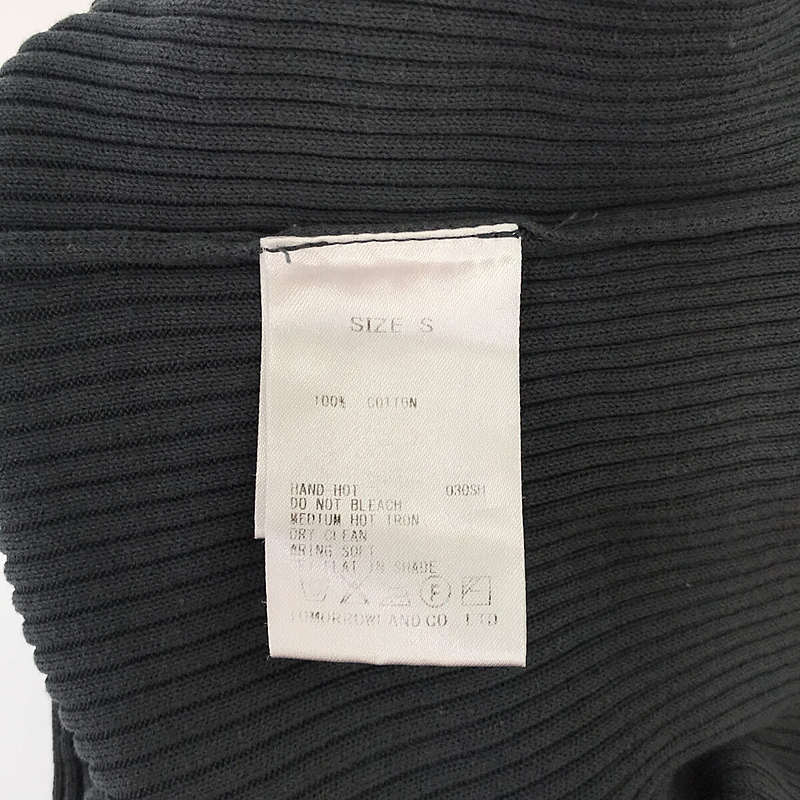 SIZE S
100% COTTON
HAND HOT 030SH
DO NOT BLEACH
MEDIUM HOT IRON
DRY CLEAN
WRING SOFT
FLAT IN SHADE
TOMORROWLAND CO LTD